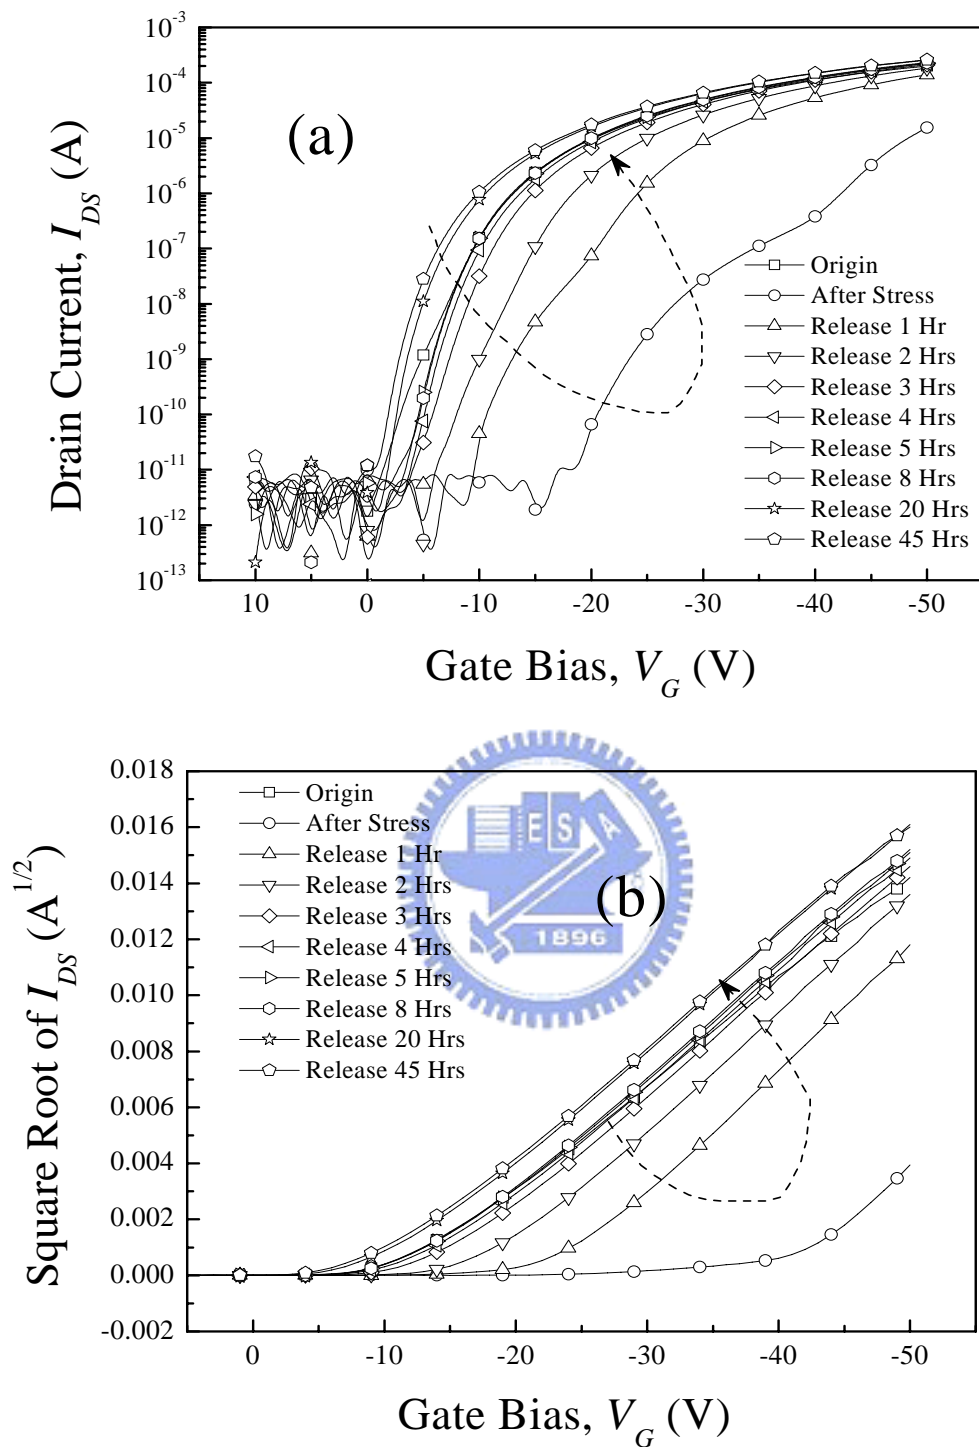 10^-3
10^-4
10^-5
10^-6
10^-7
10^-8
10^-9
10^-10
10^-11
10^-12
10^-13
Drain Current, I_DS (A)
(a)
Origin
After Stress
Release 1 Hr
Release 2 Hrs
Release 3 Hrs
Release 4 Hrs
Release 5 Hrs
Release 8 Hrs
Release 20 Hrs
Release 45 Hrs
10 0 -10 -20 -30 -40 -50
Gate Bias, V_G (V)
0.018
0.016
0.014
0.012
0.010
0.008
0.006
0.004
0.002
0.000
-0.002
Square Root of I_DS (A^1/2)
Origin
After Stress
Release 1 Hr
Release 2 Hrs
Release 3 Hrs
Release 4 Hrs
Release 5 Hrs
Release 8 Hrs
Release 20 Hrs
Release 45 Hrs
E S A
(b)
1896
0 -10 -20 -30 -40 -50
Gate Bias, V_G (V)